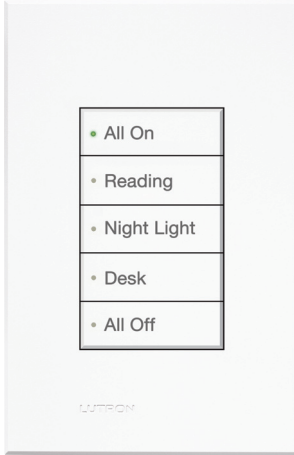 All On
Reading
Night Light
Desk
All Off
LUTRON